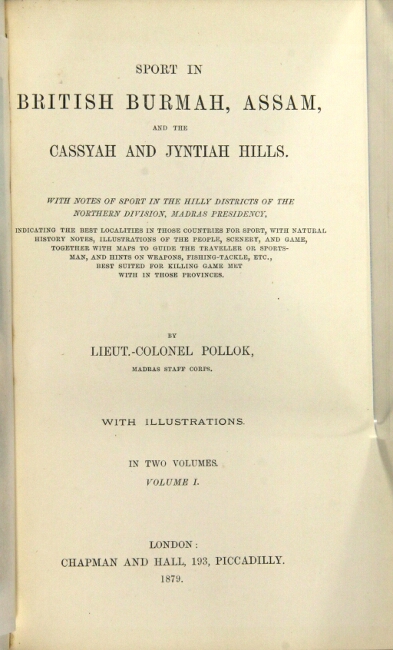 SPORT IN
BRITISH BURMAH, ASSAM,
AND THE
CASSYAH AND JYNTIAH HILLS.
WITH NOTES OF SPORT IN THE HILLY DISTRICTS OF THE
NORTHERN DIVISION, MADRAS PRESIDENCY,
INDICATING THE BEST LOCALITIES IN THOSE COUNTRIES FOR SPORT, WITH NATURAL
HISTORY NOTES, ILLUSTRATIONS OF THE PEOPLE, SCENERY, AND GAME,
TOGETHER WITH MAPS TO GUIDE THE TRAVELLER OR SPORTS-
MAN, AND HINTS ON WEAPONS, FISHING-TACKLE, ETC.,
BEST SUITED FOR KILLING GAME MET
WITH IN THOSE PROVINCES.
BY
LIEUT.-COLONEL POLLOK,
MADRAS STAFF CORPS.
WITH ILLUSTRATIONS.
IN TWO VOLUMES.
VOLUME I.
LONDON:
CHAPMAN AND HALL, 193, PICCADILLY.
1879.